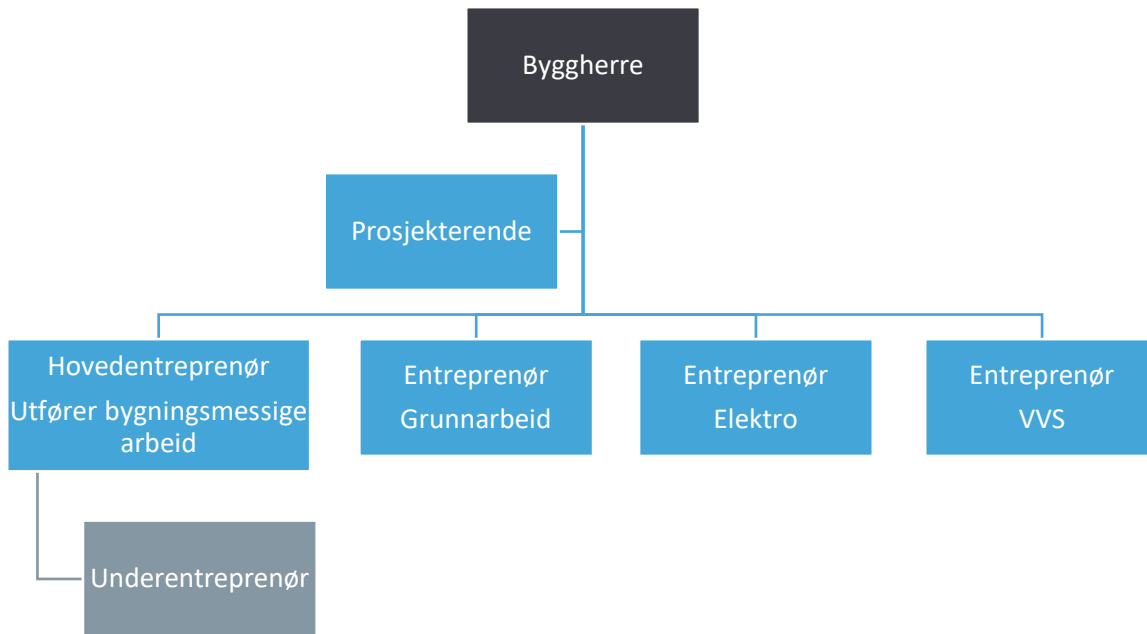 Byggherre
Prosjekterende
Hovedentreprenør
Utfører bygningsmessige
arbeid
Entreprenør
Grunnarbeid
Entreprenør
Elektro
Entreprenør
VVS
Underentreprenør